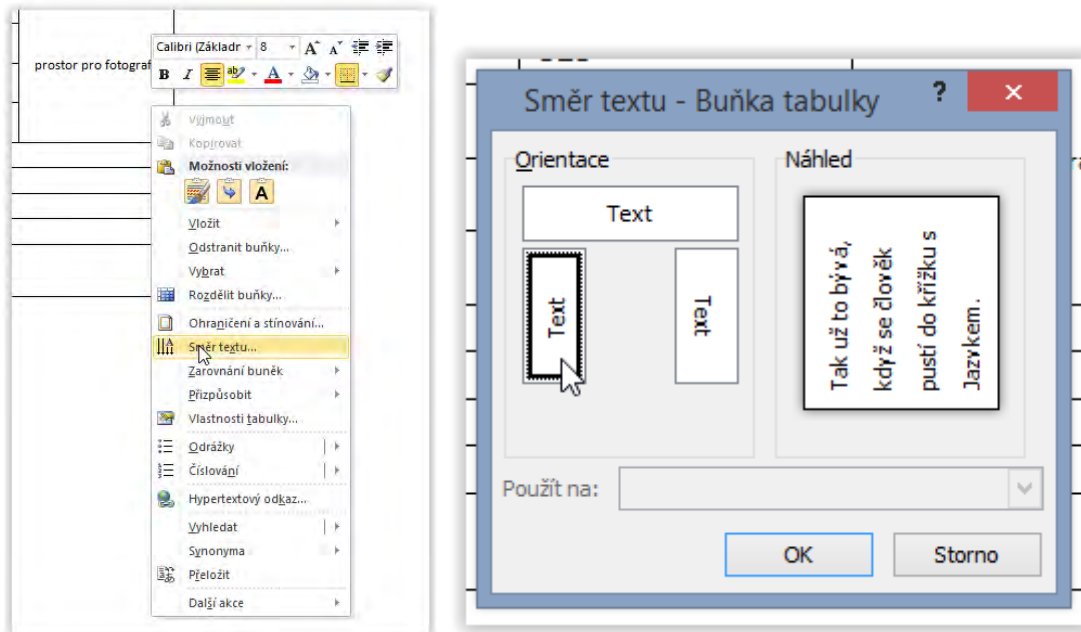 Calibri (Základr 8 A A
prostor pro fotograf
B I ab A
Vyjmout
Kopírovat
Možnosti vložení:
A
Vložit
Odstranit buňky...
Vybrat
Rozdělit buňky...
Ohraničení a stínování...
Směr textu...
Zarovnání buněk
Přizpůsobit
Vlastnosti tabulky...
Odrážky
Číslování
Hypertextový odkaz...
Vyhledat
Synonyma
Přeložit
Další akce
Směr textu - Buňka tabulky ? ×
Orientace
Text
Text
Text
Náhled
Tak už to bývá,
když se člověk
pustí do křížku s
Jazykem.
Použít na:
OK
Storno